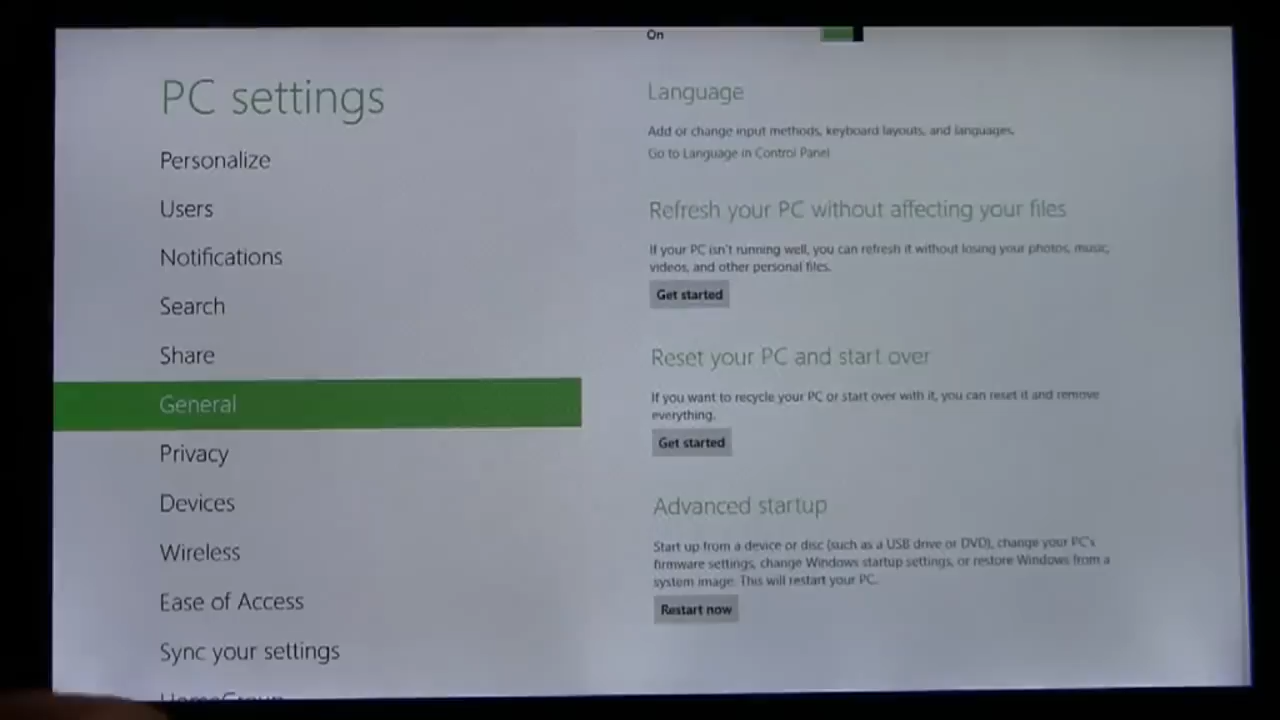 On
PC settings
Personalize
Users
Notifications
Search
Share
General
Privacy
Devices
Wireless
Ease of Access
Sync your settings
HomeGroup
Language
Add or change input methods, keyboard layouts, and languages.
Go to Language in Control Panel
Refresh your PC without affecting your files
If your PC isn't running well, you can refresh it without losing your photos, music,
videos, and other personal files.
Get started
Reset your PC and start over
If you want to recycle your PC or start over with it, you can reset it and remove
everything.
Get started
Advanced startup
Start up from a device or disc (such as a USB drive or DVD), change your PC's
firmware settings, change Windows startup settings, or restore Windows from a
system image. This will restart your PC.
Restart now